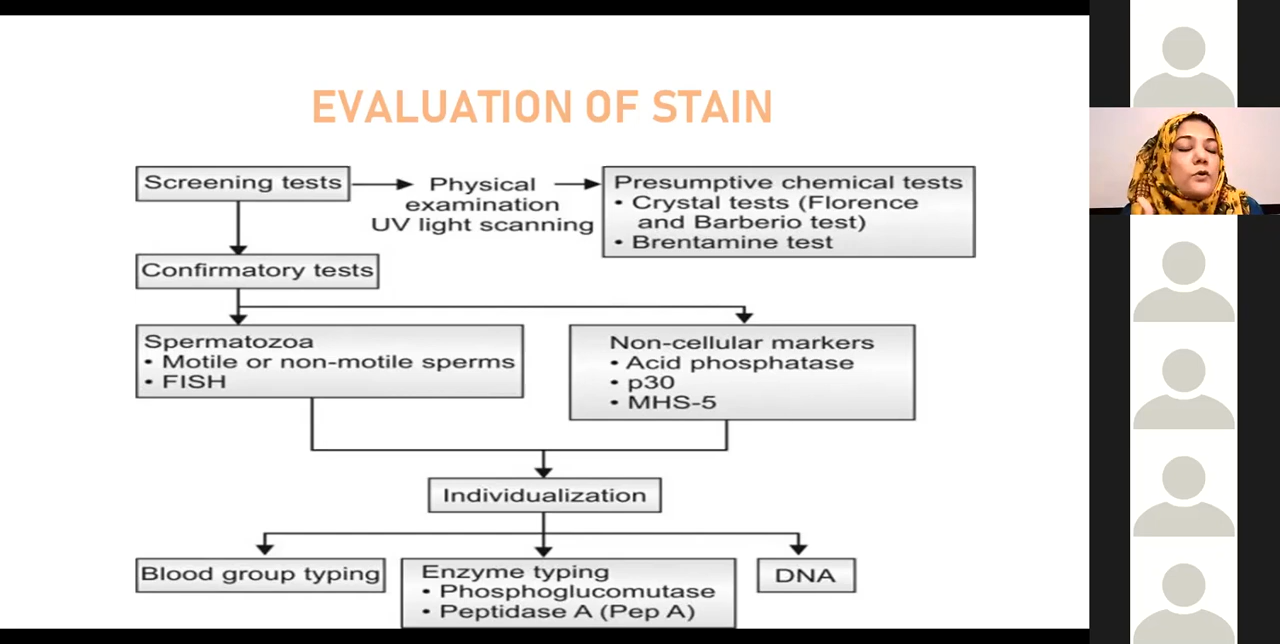 EVALUATION OF STAIN
Screening tests
Physical
examination
UV light scanning
Presumptive chemical tests
• Crystal tests (Florence
and Barberio test)
• Brentamine test
Confirmatory tests
Spermatozoa
• Motile or non-motile sperms
• FISH
Non-cellular markers
• Acid phosphatase
• p30
• MHS-5
Individualization
Blood group typing
Enzyme typing
• Phosphoglucomutase
• Peptidase A (Pep A)
DNA